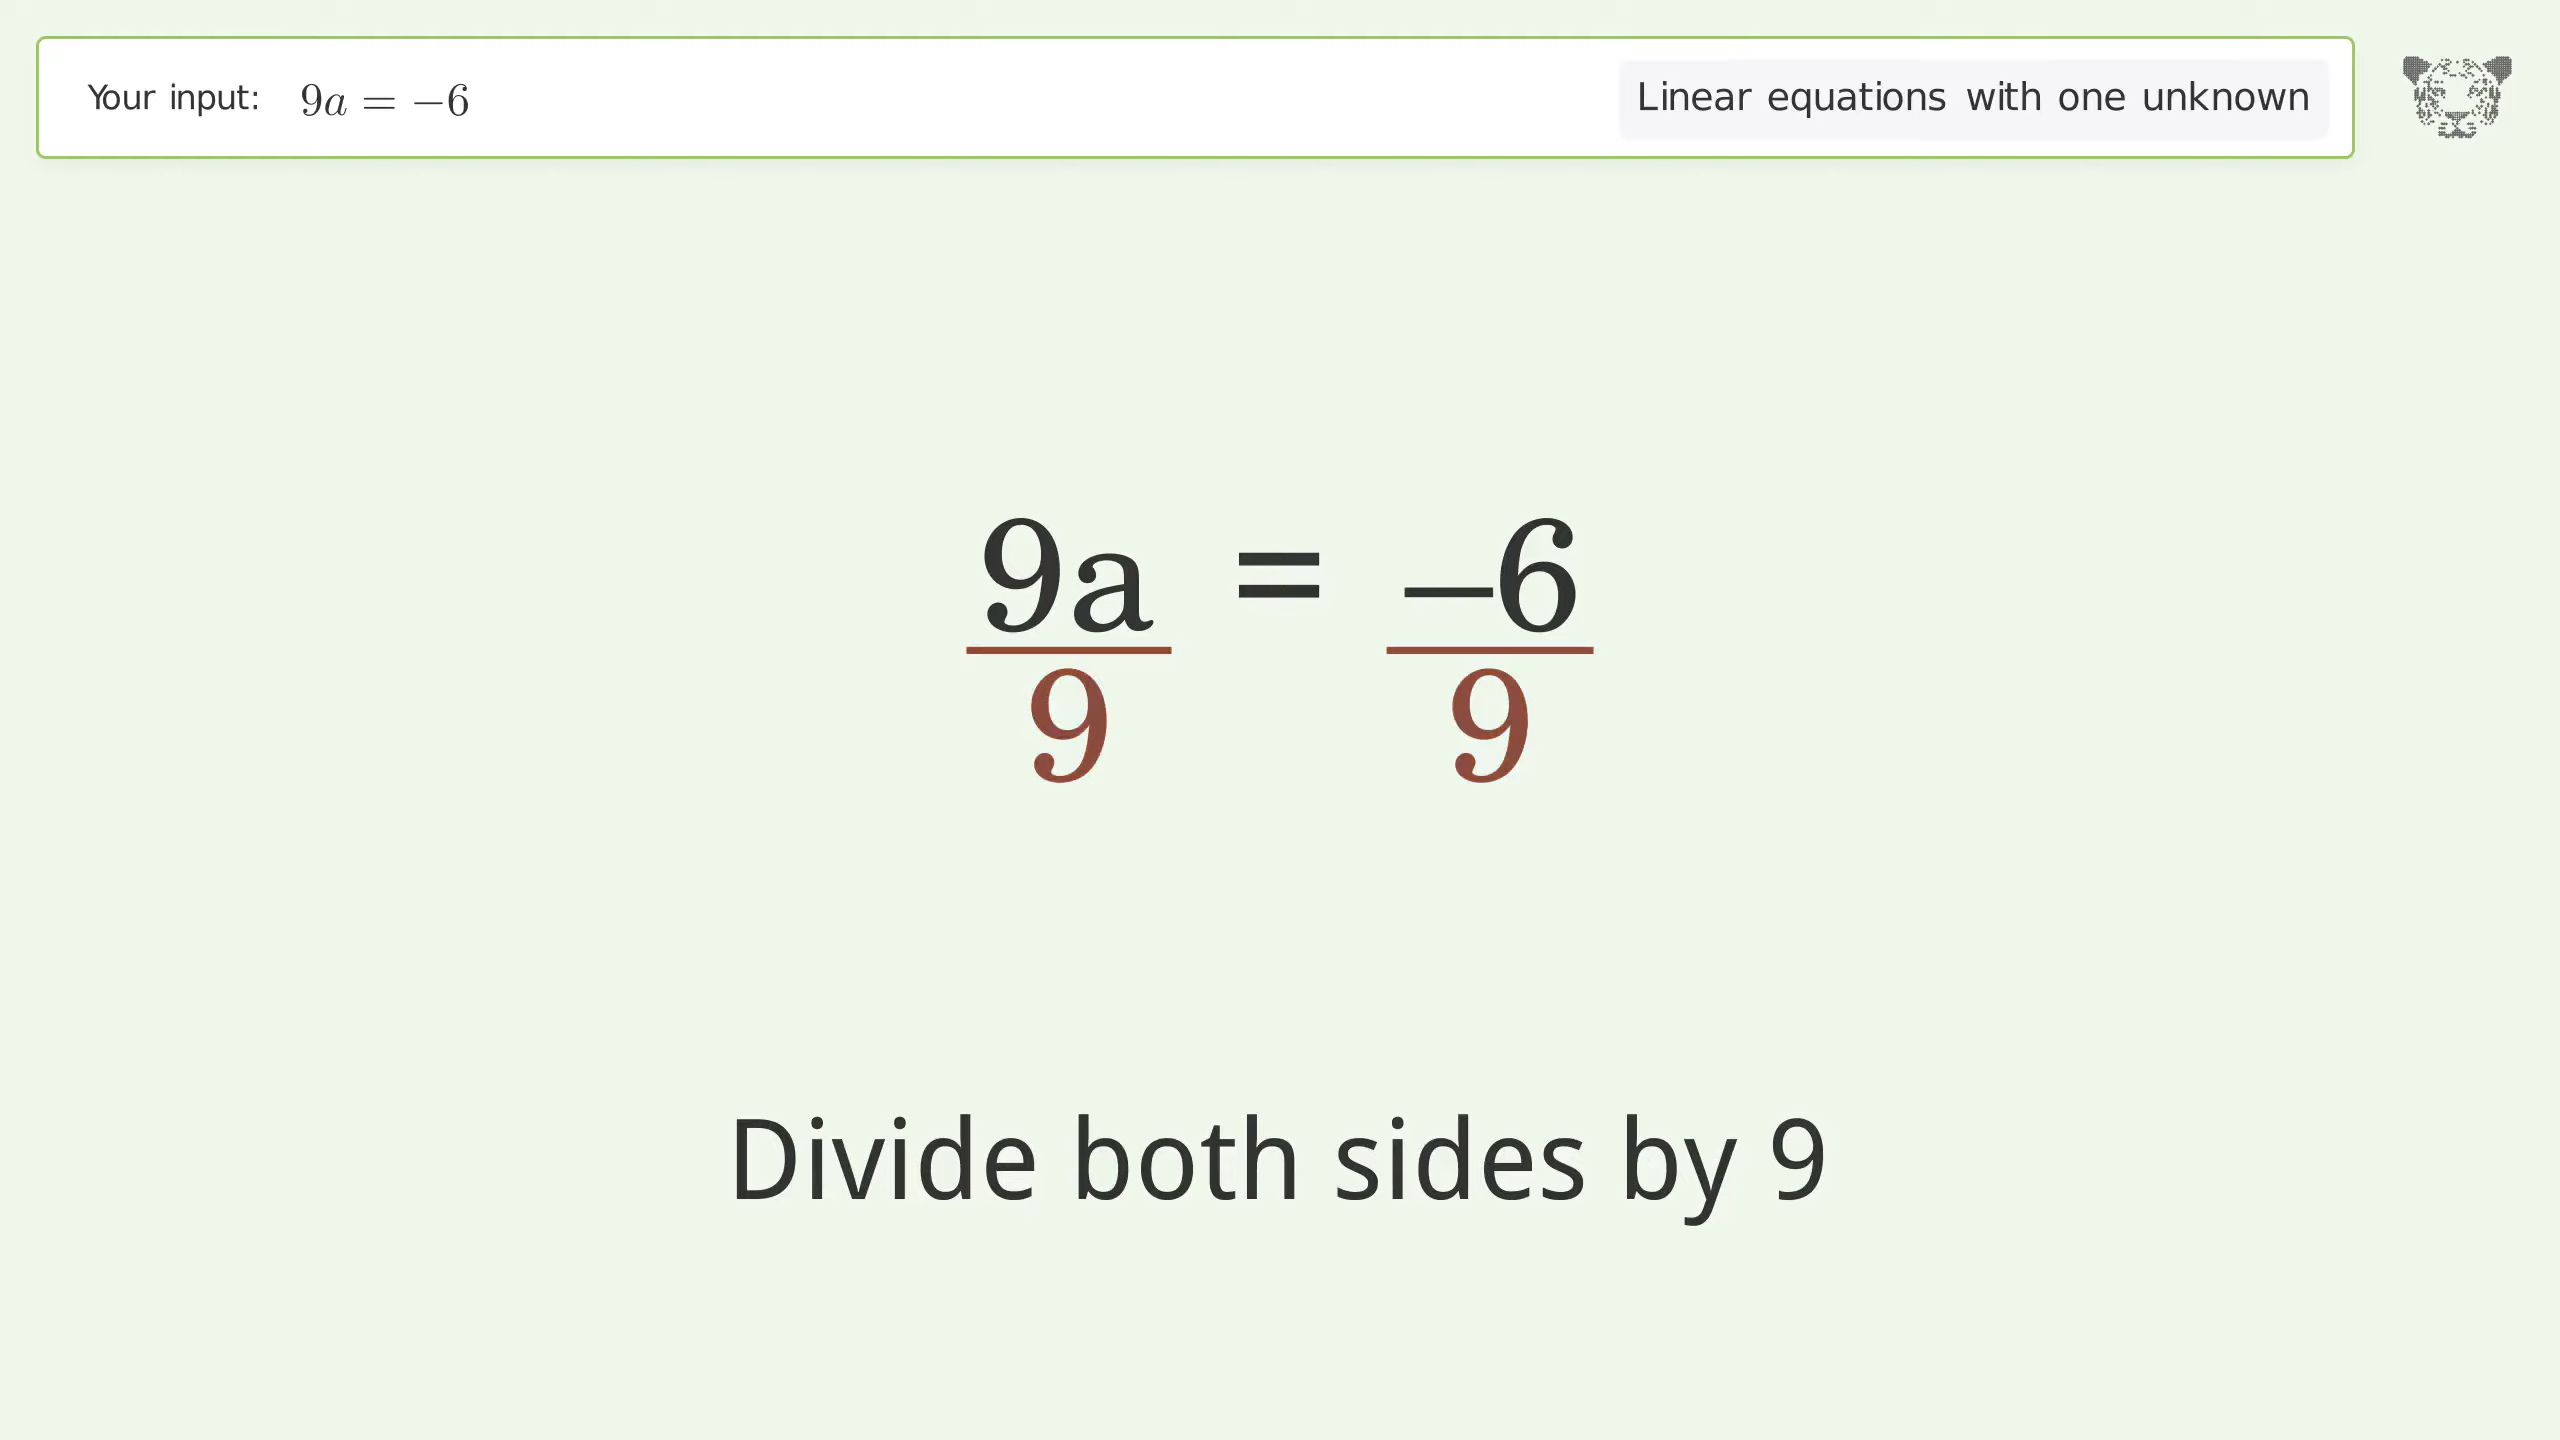 Your input: 9a = −6
Linear equations with one unknown
9a = −6
9 9
Divide both sides by 9